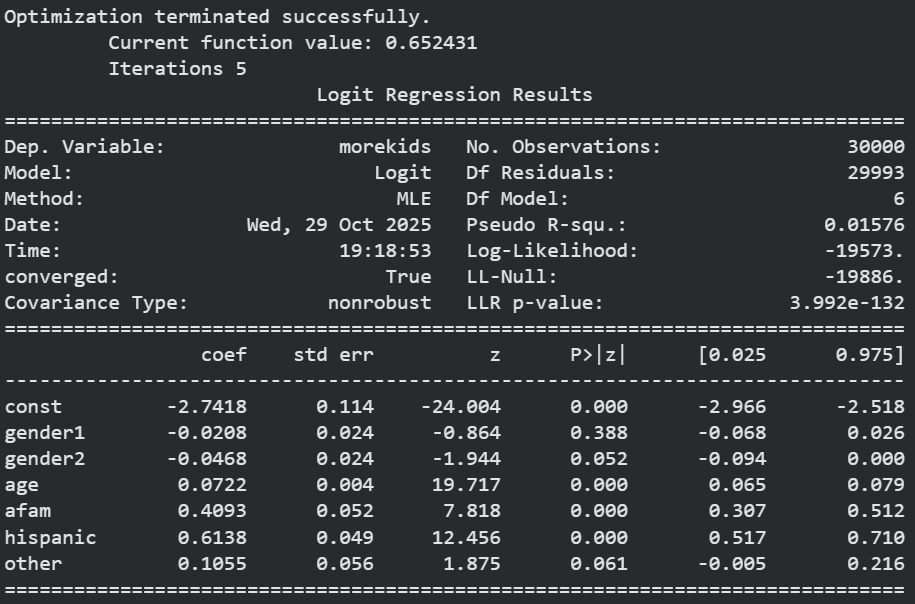 Optimization terminated successfully.
         Current function value: 0.652431
         Iterations 5
                           Logit Regression Results
==============================================================================
Dep. Variable:               morekids   No. Observations:                30000
Model:                          Logit   Df Residuals:                    29993
Method:                           MLE   Df Model:                            6
Date:                Wed, 29 Oct 2025   Pseudo R-squ.:                 0.01576
Time:                        19:18:53   Log-Likelihood:                -19573.
converged:                       True   LL-Null:                       -19886.
Covariance Type:            nonrobust   LLR p-value:                3.992e-132
==============================================================================
                 coef    std err          z      P>|z|      [0.025      0.975]
------------------------------------------------------------------------------
const         -2.7418      0.114    -24.004      0.000      -2.966      -2.518
gender1       -0.0208      0.024     -0.864      0.388      -0.068       0.026
gender2       -0.0468      0.024     -1.944      0.052      -0.094       0.000
age            0.0722      0.004     19.717      0.000       0.065       0.079
afam           0.4093      0.052      7.818      0.000       0.307       0.512
hispanic       0.6138      0.049     12.456      0.000       0.517       0.710
other          0.1055      0.056      1.875      0.061      -0.005       0.216
==============================================================================